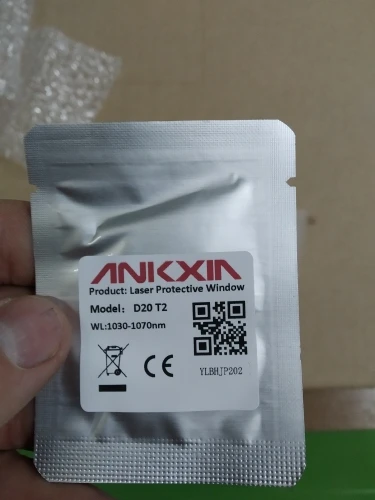 ANKXIN
Product: Laser Protective Window
Model: D20 T2
WL:1030-1070nm
CE
YLBHJP202